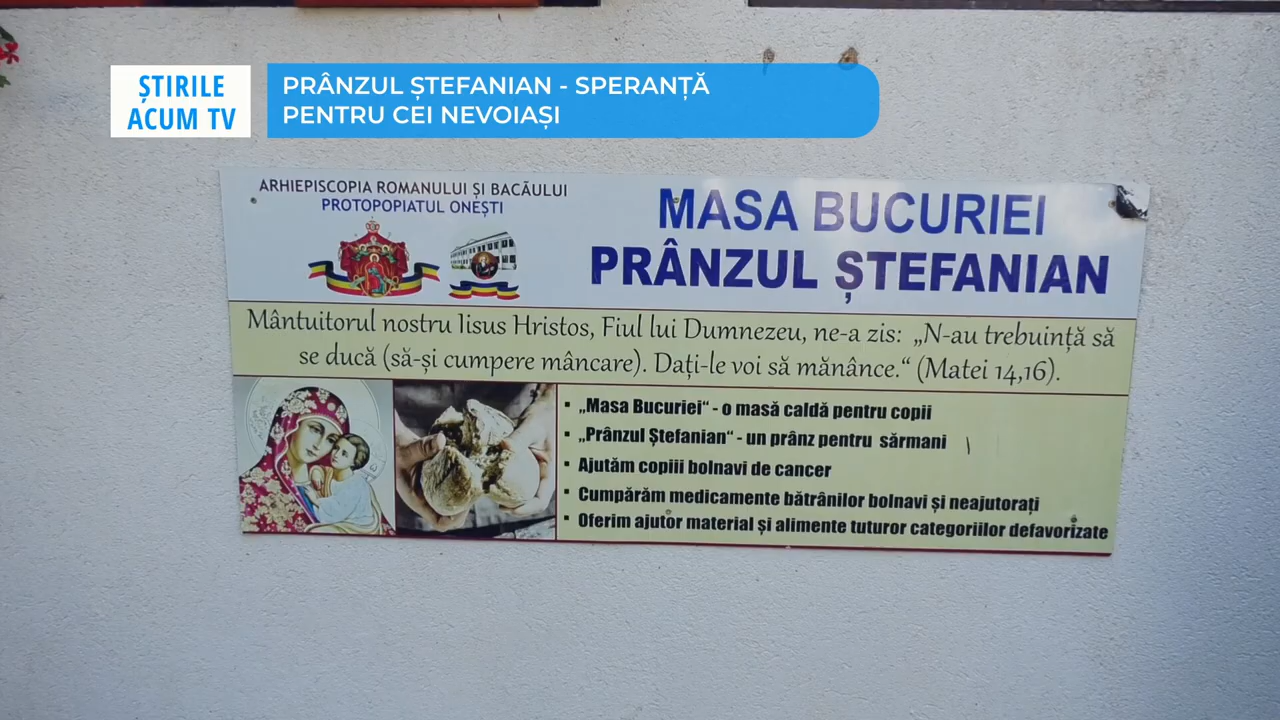 ȘTIRILE
ACUM TV
PRÂNZUL ȘTEFANIAN - SPERANȚĂ
PENTRU CEI NEVOIAȘI
ARHIEPISCOPIA ROMANULUI ȘI BACĂULUI
PROTOPOPIATUL ONEȘTI
MASA BUCURIEI
PRÂNZUL ȘTEFANIAN
Mântuitorul nostru Iisus Hristos, Fiul lui Dumnezeu, ne-a zis: „N-au trebuință să
se ducă (să-și cumpere mâncare). Dați-le voi să mănânce.“ (Matei 14,16).
▪ „Masa Bucuriei“ - o masă caldă pentru copii
▪ „Prânzul Ștefanian“ - un prânz pentru sărmani
▪ Ajutăm copiii bolnavi de cancer
▪ Cumpărăm medicamente bătrânilor bolnavi și neajutorați
▪ Oferim ajutor material și alimente tuturor categoriilor defavorizate